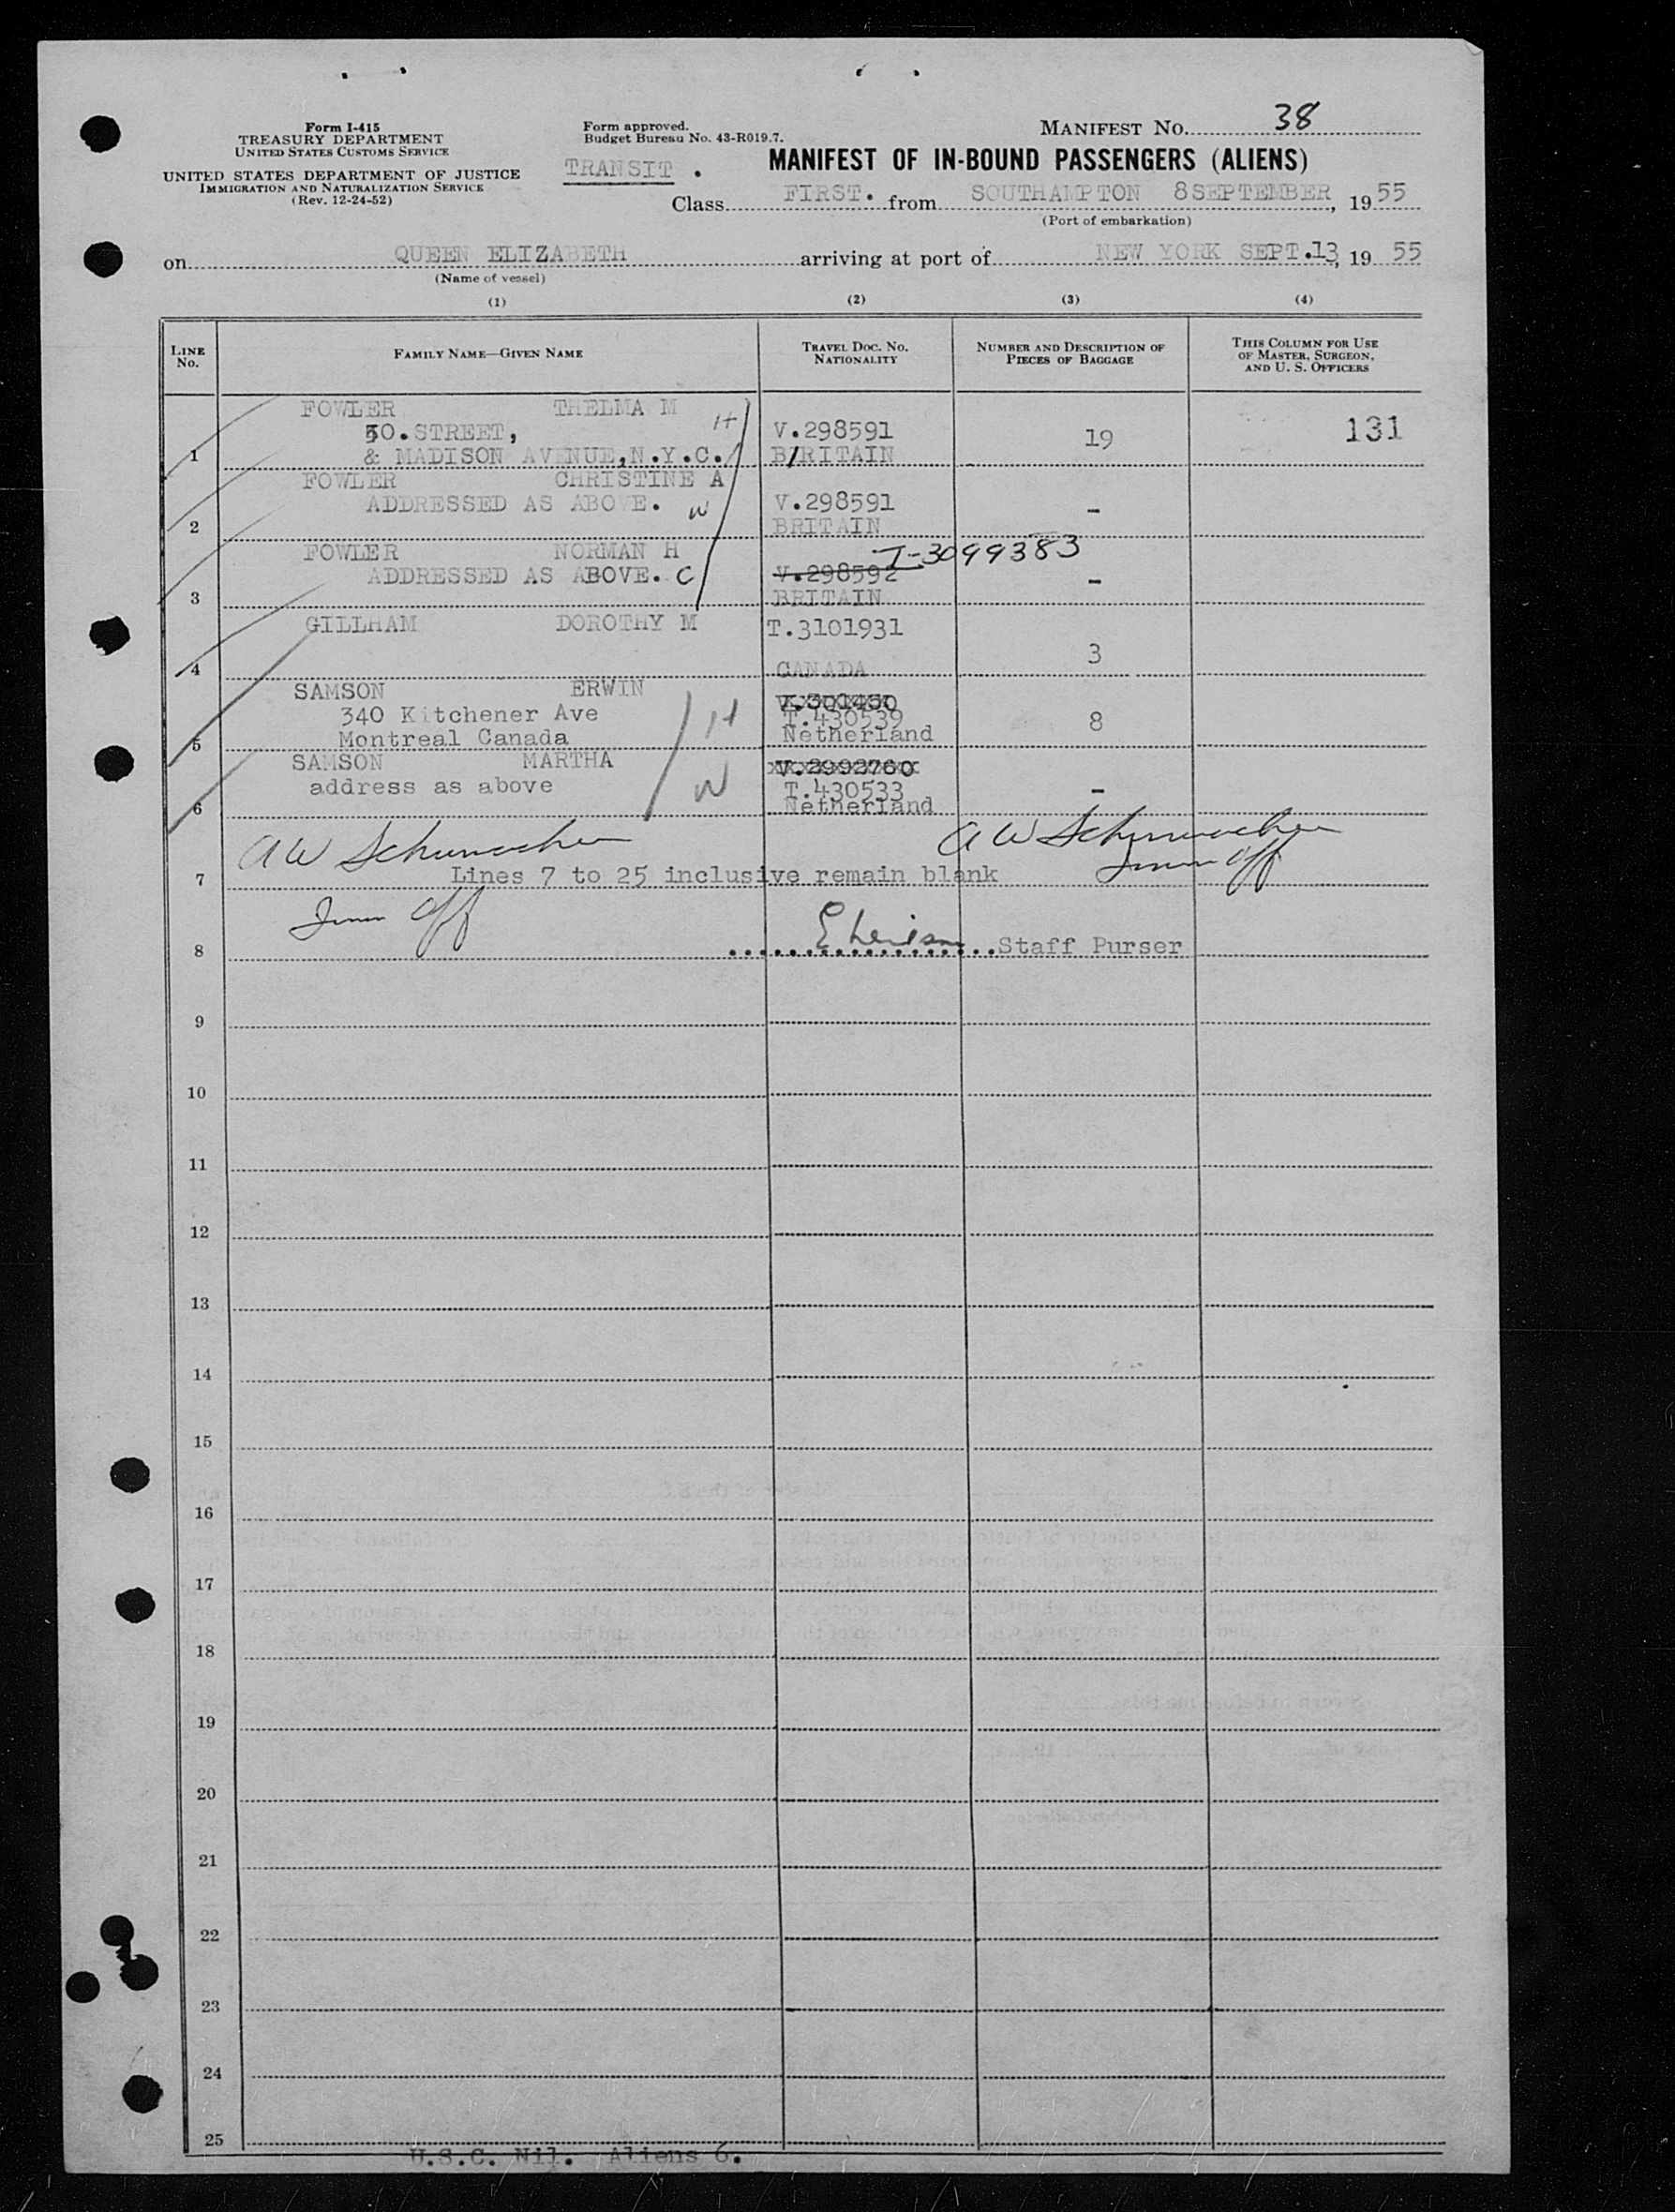 Form I-415
TREASURY DEPARTMENT
UNITED STATES CUSTOMS SERVICE
UNITED STATES DEPARTMENT OF JUSTICE
IMMIGRATION AND NATURALIZATION SERVICE
(Rev. 12-24-52)
Form approved.
Budget Bureau No. 43-R019.7.
TRANSIT .
MANIFEST NO. 38
MANIFEST OF IN-BOUND PASSENGERS (ALIENS)
Class FIRST. from SOUTHAMPTON 8SEPTEMBER, 19 55
(Port of embarkation)
on QUEEN ELIZABETH arriving at port of NEW YORK SEPT.13, 19 55
(Name of vessel)
(1) (2) (3) (4)
LINE NO. FAMILY NAME—GIVEN NAME TRAVEL DOC. NO. NATIONALITY NUMBER AND DESCRIPTION OF PIECES OF BAGGAGE THIS COLUMN FOR USE OF MASTER, SURGEON, AND U. S. OFFICERS
FOWLER THELMA M
50. STREET, H V.298591 19 131
1 & MADISON AVENUE,N.Y.C. B/RITAIN
FOWLER CHRISTINE A
ADDRESSED AS ABOVE. W V.298591 -
2 BRITAIN
FOWLER NORMAN H T-3099383
ADDRESSED AS ABOVE. C V.298592 -
3 BRITAIN
GILLHAM DOROTHY M T.3101931
3
4 CANADA
SAMSON ERWIN
340 Kitchener Ave H T.430539 8
5 Montreal Canada Netherland
SAMSON MARTHA V.2992760
address as above W T.430533 -
6 Netherland
A W Schumacher A W Schumacher
7 Lines 7 to 25 inclusive remain blank Imm Off
Imm Off
8 Staff Purser
9
10
11
12
13
14
15
16
17
18
19
20
21
22
23
24
25
U.S.C. Nil. Aliens 6.